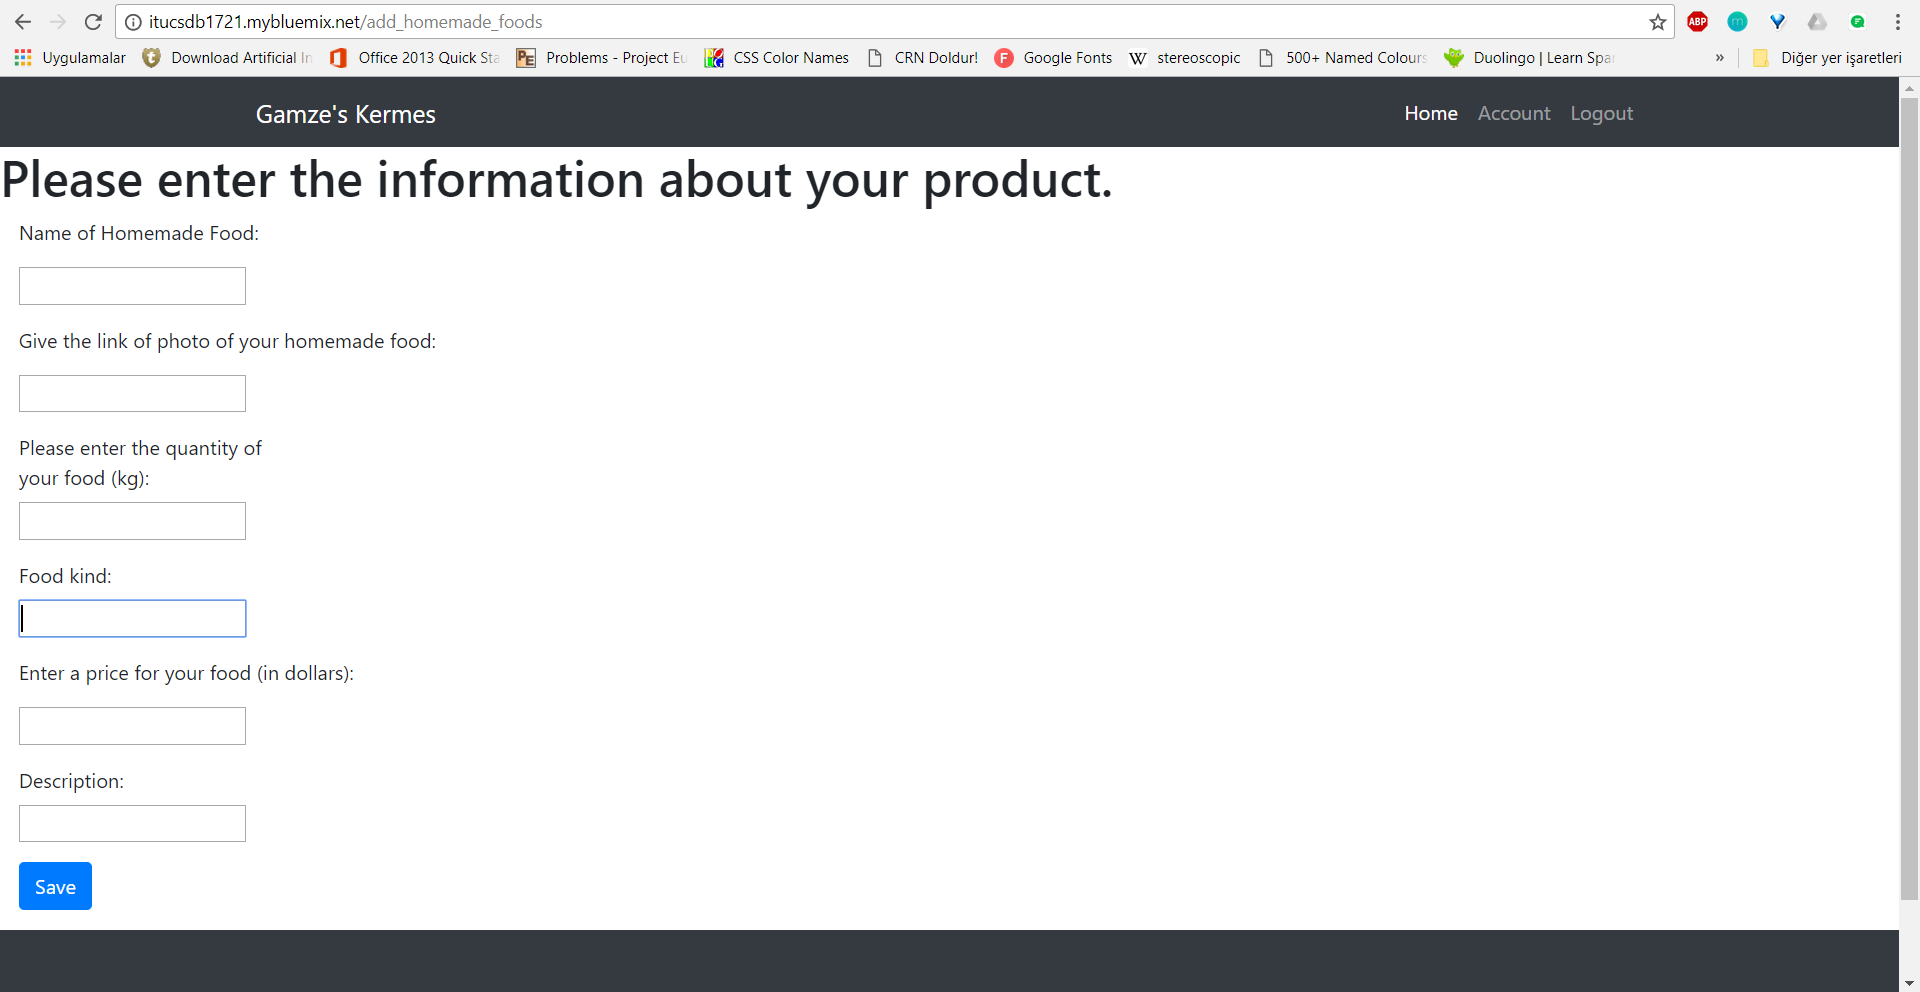 itucsdb1721.mybluemix.net/add_homemade_foods
ABP
m
Uygulamalar
Download Artificial In
Office 2013 Quick Sta
PE
Problems - Project Eu
CSS Color Names
CRN Doldur!
F
Google Fonts
W
stereoscopic
500+ Named Colours
Duolingo | Learn Spa
»
Diğer yer işaretleri
Gamze's Kermes
Home
Account
Logout
Please enter the information about your product.
Name of Homemade Food:
Give the link of photo of your homemade food:
Please enter the quantity of
your food (kg):
Food kind:
Enter a price for your food (in dollars):
Description:
Save